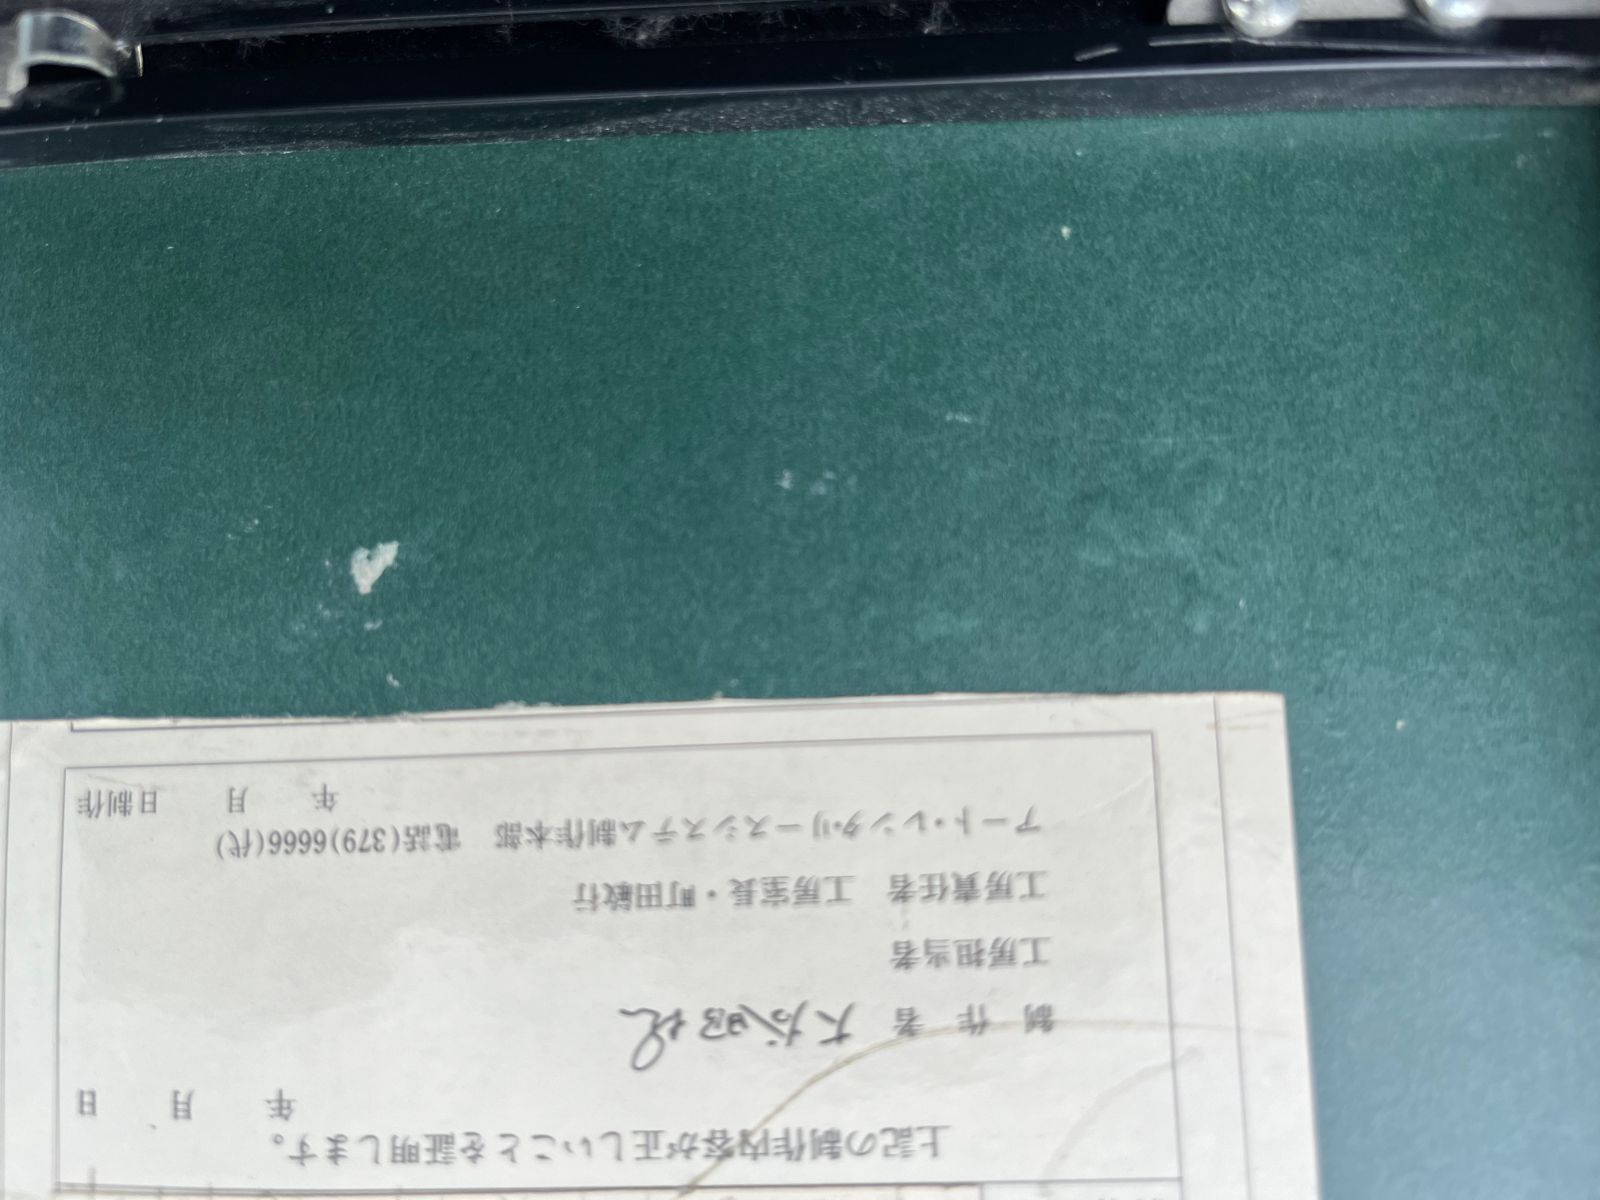 上記の制作内容が正しいことを証明します。
年 月 日
制作者
工房担当者
工房責任者 工房室長・町田敏行
アート・レンタリースシステム制作本部 電話(379)6666(代)
年 月 日制作